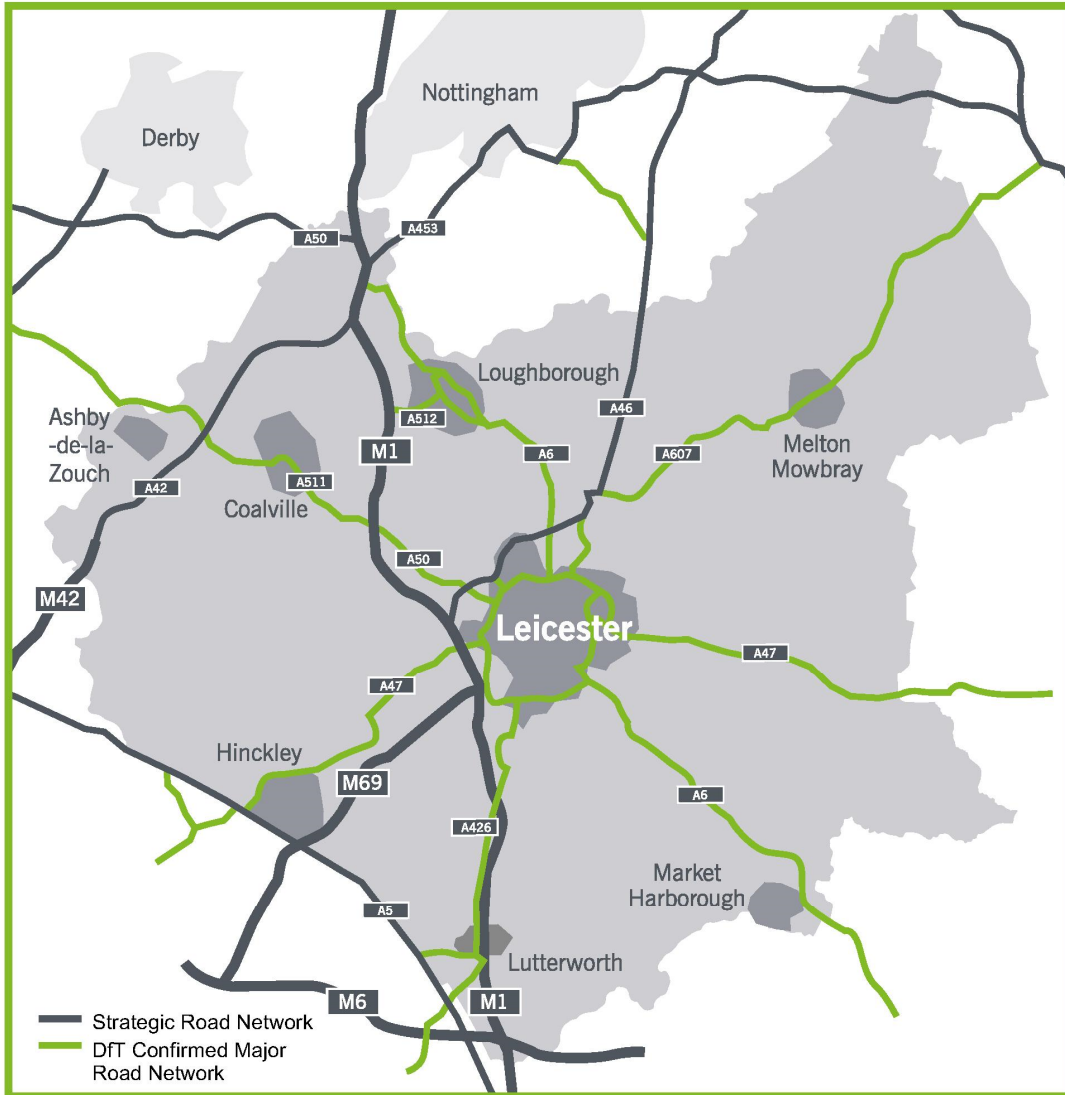 Nottingham
Derby
A50
A453
Loughborough
Ashby
-de-la-
Zouch
A512
A46
M1
A6
A607
Melton
Mowbray
A42
A511
Coalville
A50
M42
Leicester
A47
A47
Hinckley
M69
A6
A426
Market
Harborough
A5
Lutterworth
M6
M1
Strategic Road Network
DfT Confirmed Major
Road Network